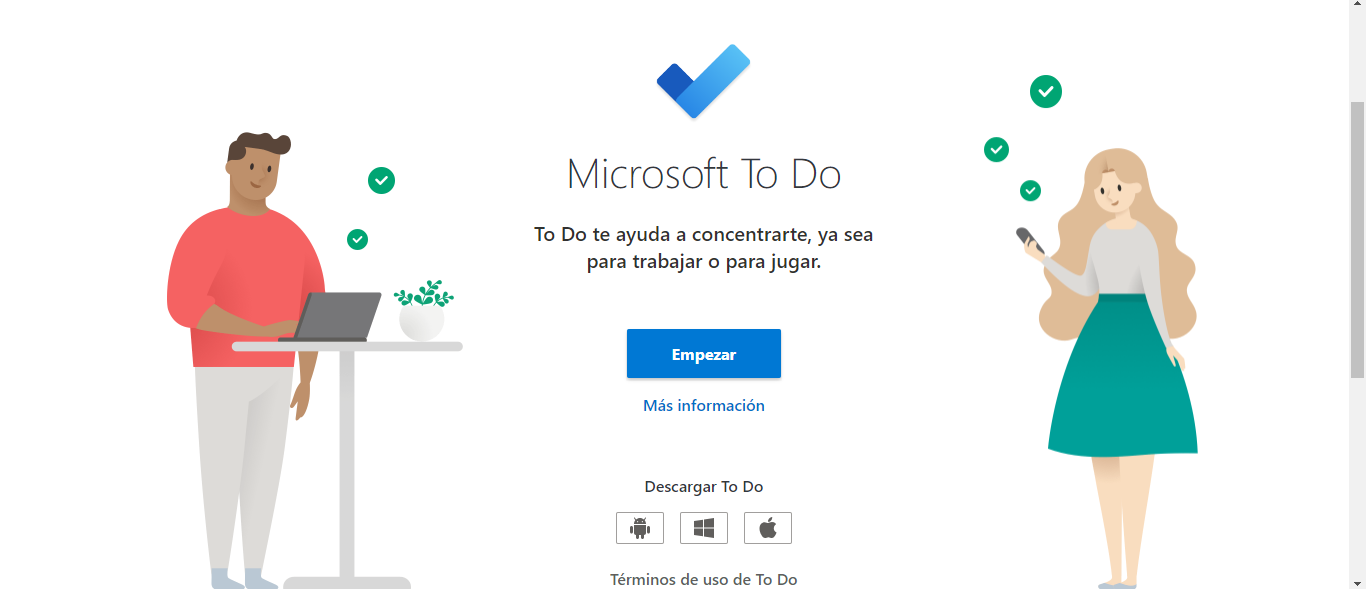 Microsoft To Do
To Do te ayuda a concentrarte, ya sea
para trabajar o para jugar.
Empezar
Más información
Descargar To Do
Términos de uso de To Do